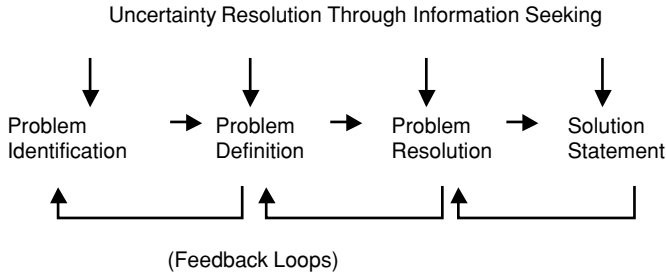 Uncertainty Resolution Through Information Seeking
Problem Identification
Problem Definition
Problem Resolution
Solution Statement
(Feedback Loops)